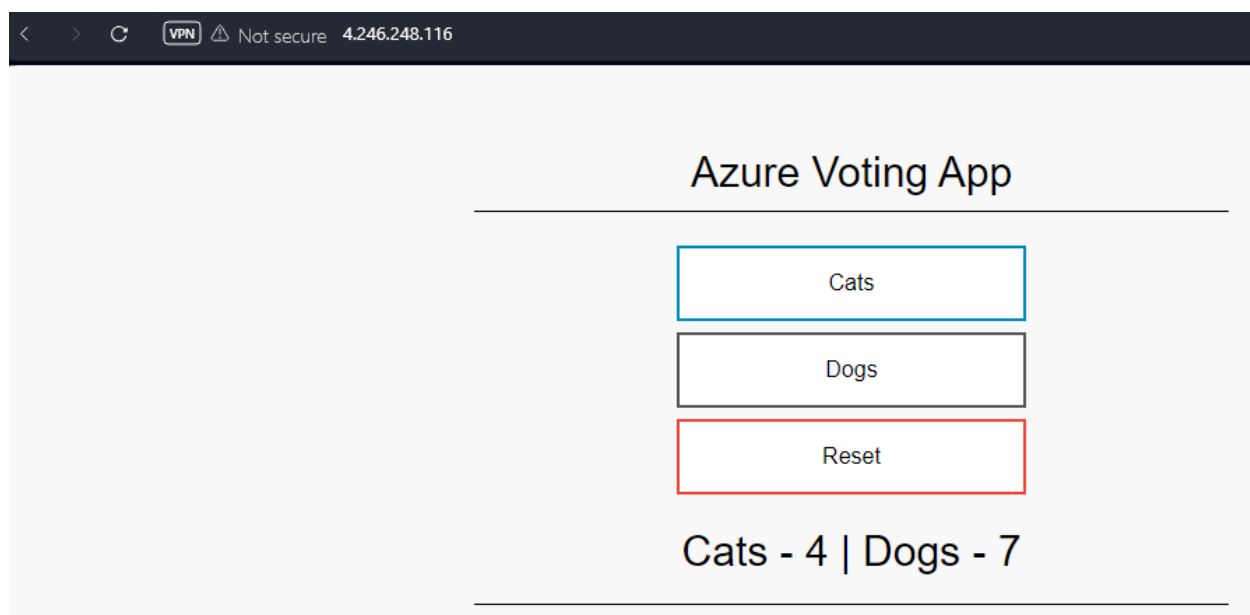 VPN Not secure 4.246.248.116
Azure Voting App
Cats
Dogs
Reset
Cats - 4 | Dogs - 7